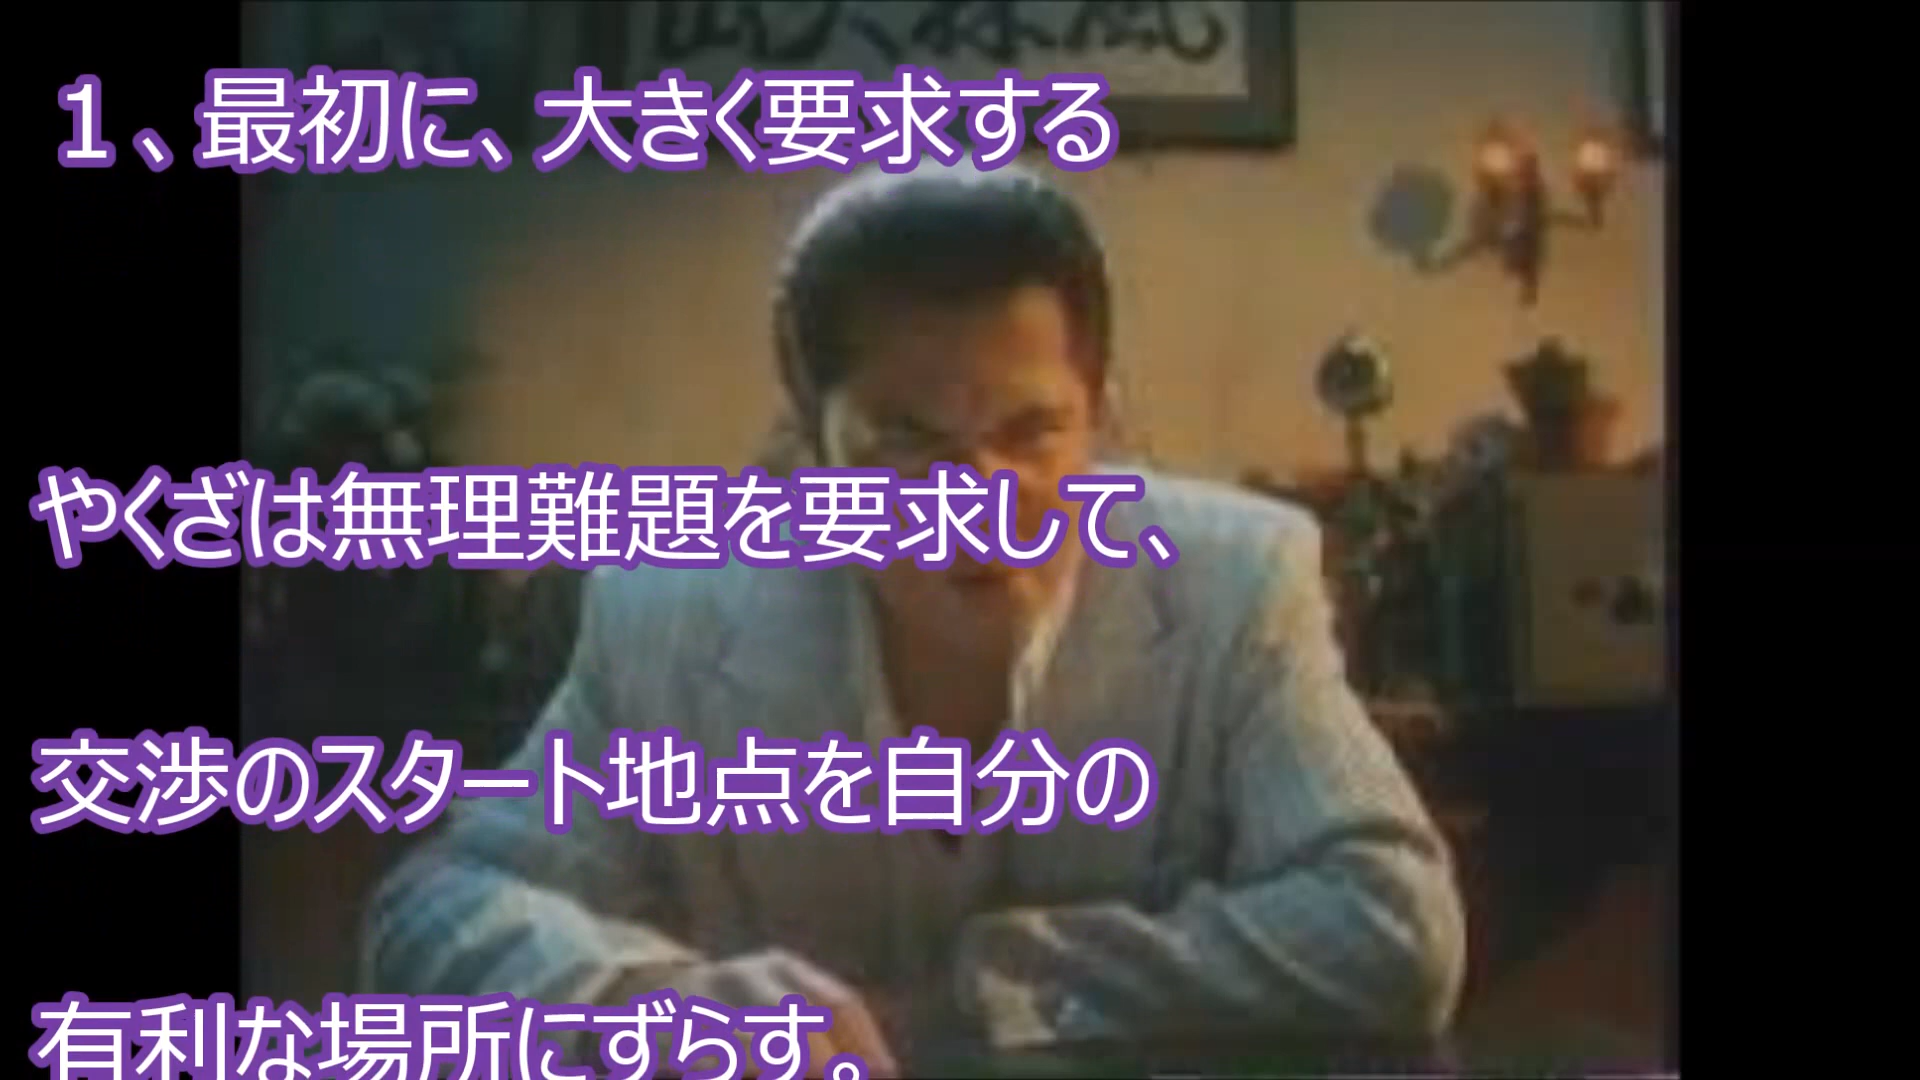 １、最初に、大きく要求する
やくざは無理難題を要求して、
交渉のスタート地点を自分の
有利な場所にずらす。